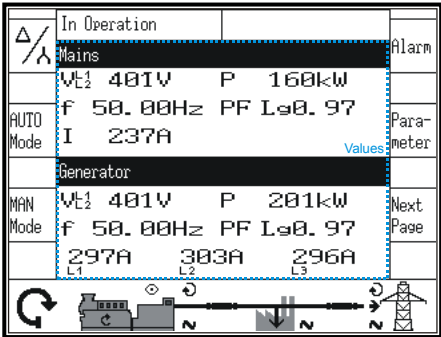 In Operation
Δ/Y
Alarm
Mains
VL1L2 401V P 160kW
f 50.00Hz PF Lg0.97
AUTO
Mode
Para-
meter
I 237A
Values
Generator
VL1L2 401V P 201kW
MAN
Mode
Next
Page
f 50.00Hz PF Lg0.97
297A 303A 296A
L1 L2 L3